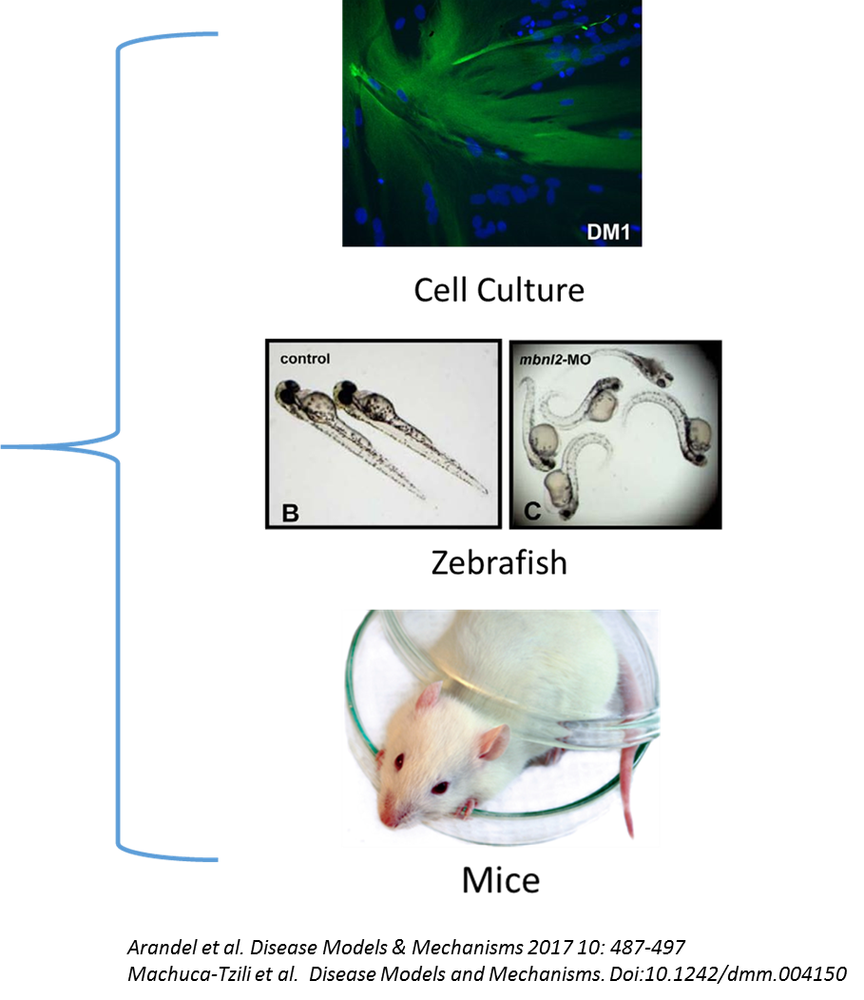 DM1
Cell Culture
control
mbnl2-MO
B
C
Zebrafish
Mice
Arandel et al. Disease Models & Mechanisms 2017 10: 487-497
Machuca-Tzili et al.  Disease Models and Mechanisms. Doi:10.1242/dmm.004150